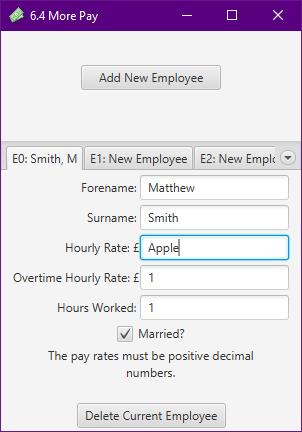 6.4 More Pay
Add New Employee
E0: Smith, M E1: New Employee E2: New Emplo
Forename: Matthew
Surname: Smith
Hourly Rate: £ Apple
Overtime Hourly Rate: £ 1
Hours Worked: 1
Married?
The pay rates must be positive decimal
numbers.
Delete Current Employee